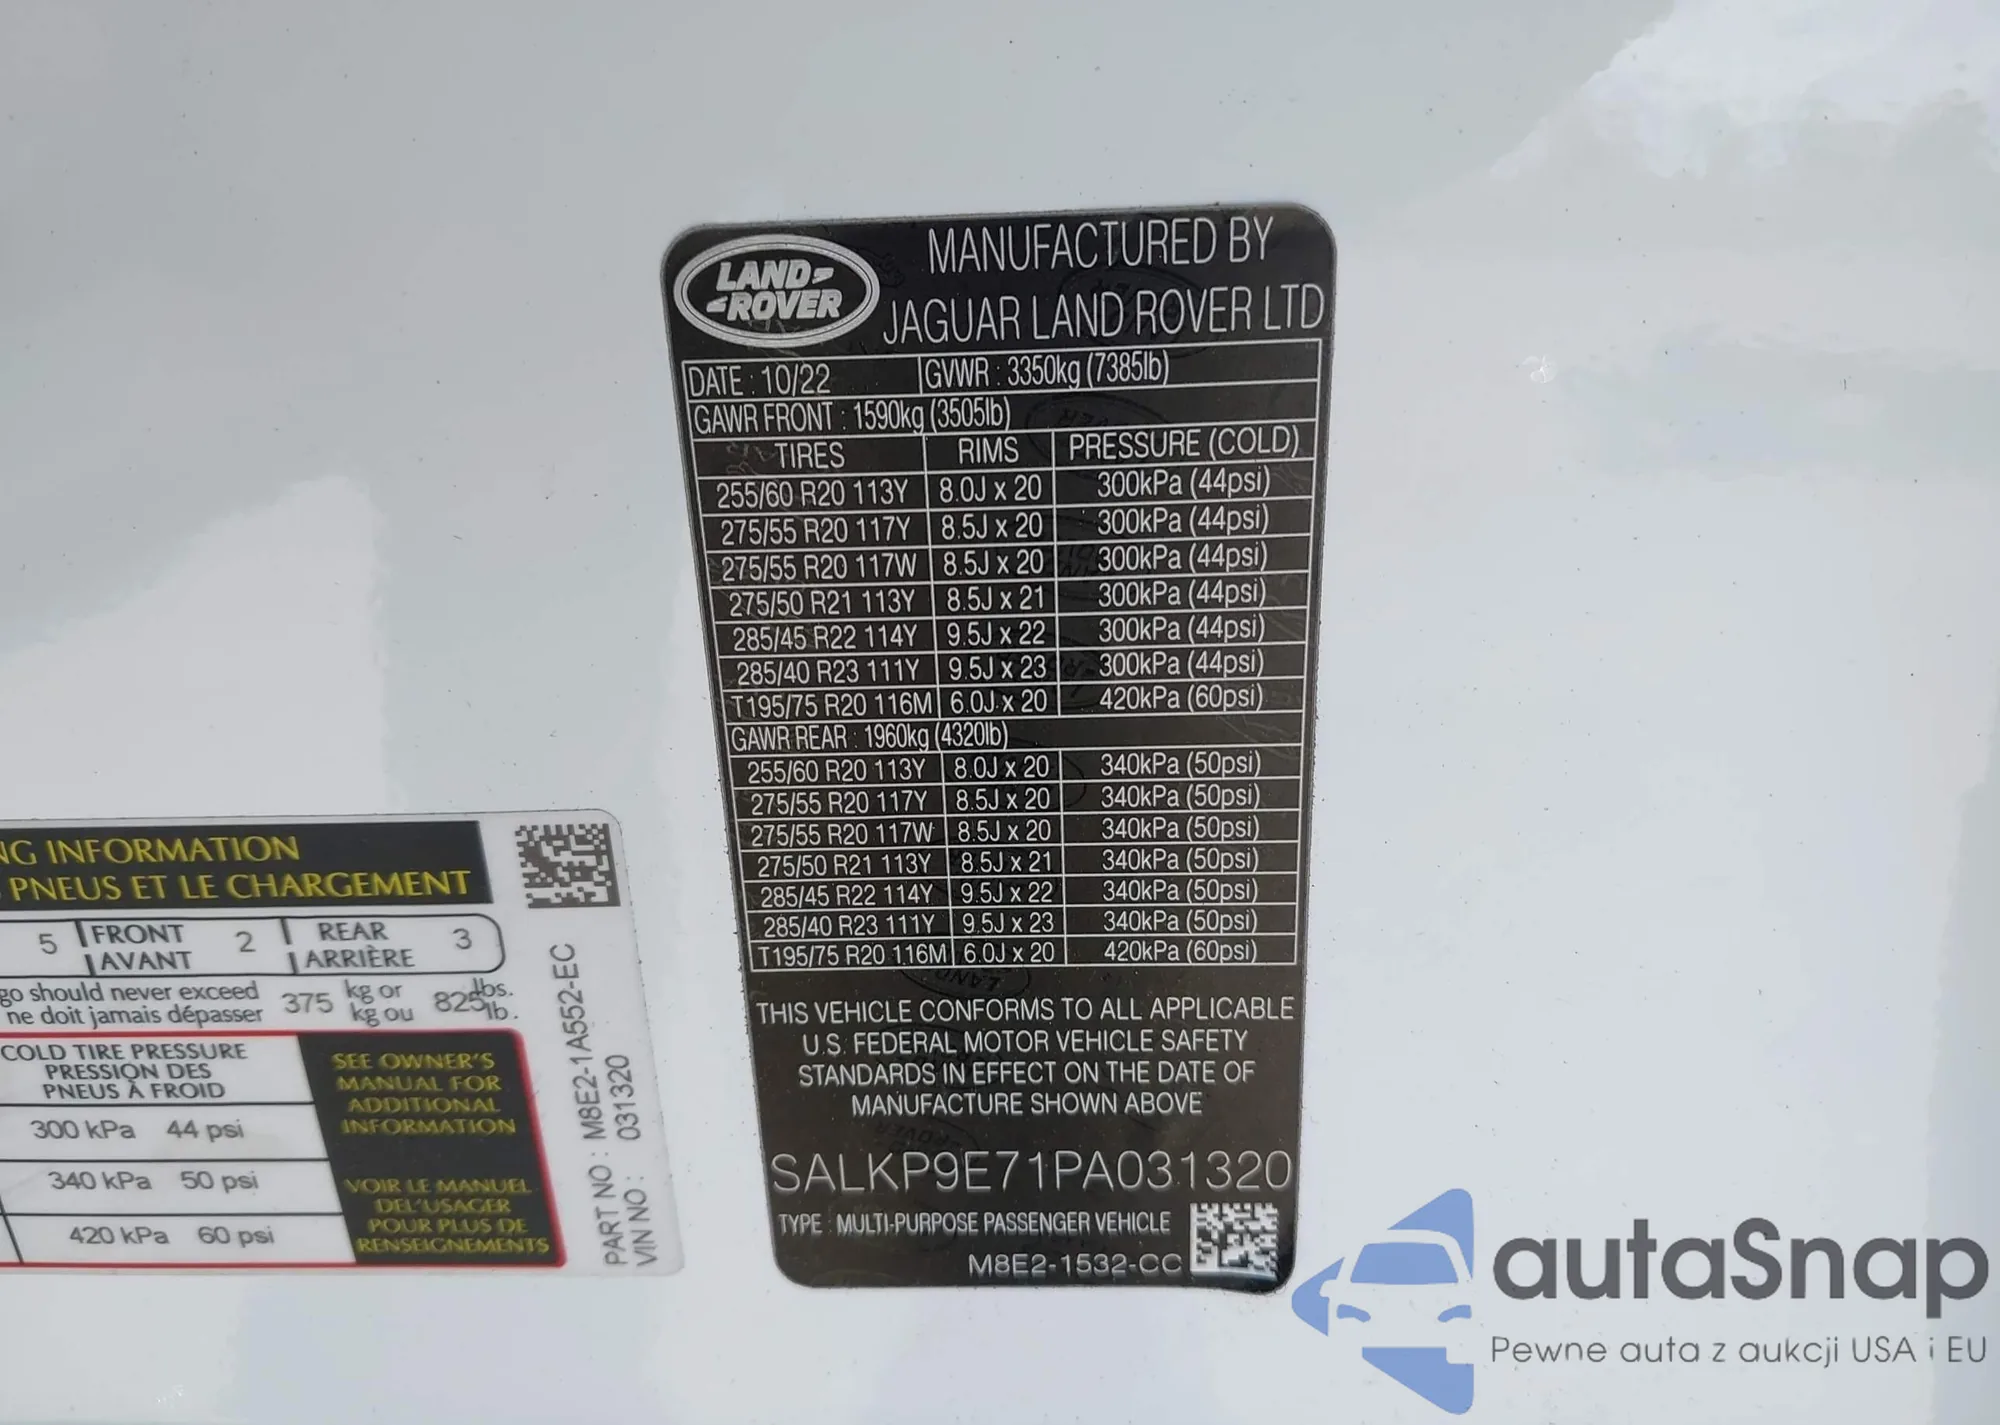 LAND-
-ROVER
MANUFACTURED BY
JAGUAR LAND ROVER LTD
DATE : 10/22 GVWR : 3350kg (7385lb)
GAWR FRONT : 1590kg (3505lb)
TIRES RIMS PRESSURE (COLD)
255/60 R20 113Y 8.0J x 20 300kPa (44psi)
275/55 R20 117Y 8.5J x 20 300kPa (44psi)
275/55 R20 117W 8.5J x 20 300kPa (44psi)
275/50 R21 113Y 8.5J x 21 300kPa (44psi)
285/45 R22 114Y 9.5J x 22 300kPa (44psi)
285/40 R23 111Y 9.5J x 23 300kPa (44psi)
T195/75 R20 116M 6.0J x 20 420kPa (60psi)
GAWR REAR : 1960kg (4320lb)
255/60 R20 113Y 8.0J x 20 340kPa (50psi)
275/55 R20 117Y 8.5J x 20 340kPa (50psi)
275/55 R20 117W 8.5J x 20 340kPa (50psi)
275/50 R21 113Y 8.5J x 21 340kPa (50psi)
285/45 R22 114Y 9.5J x 22 340kPa (50psi)
285/40 R23 111Y 9.5J x 23 340kPa (50psi)
T195/75 R20 116M 6.0J x 20 420kPa (60psi)
THIS VEHICLE CONFORMS TO ALL APPLICABLE
U.S. FEDERAL MOTOR VEHICLE SAFETY
STANDARDS IN EFFECT ON THE DATE OF
MANUFACTURE SHOWN ABOVE
SALKP9E71PA031320
TYPE : MULTI-PURPOSE PASSENGER VEHICLE
M8E2-1532-CC
NG INFORMATION
PNEUS ET LE CHARGEMENT
5 FRONT 2 REAR 3
AVANT ARRIÈRE
go should never exceed 375 kg or 825 lbs.
ne doit jamais dépasser kg ou lb.
COLD TIRE PRESSURE
PRESSION DES
PNEUS À FROID
300 kPa 44 psi
340 kPa 50 psi
420 kPa 60 psi
SEE OWNER'S
MANUAL FOR
ADDITIONAL
INFORMATION
VOIR LE MANUEL
DEL'USAGER
POUR PLUS DE
RENSEIGNEMENTS
PART NO : M8E2-1A552-EC
VIN NO : 031320
autaSnap
Pewne auta z aukcji USA i EU